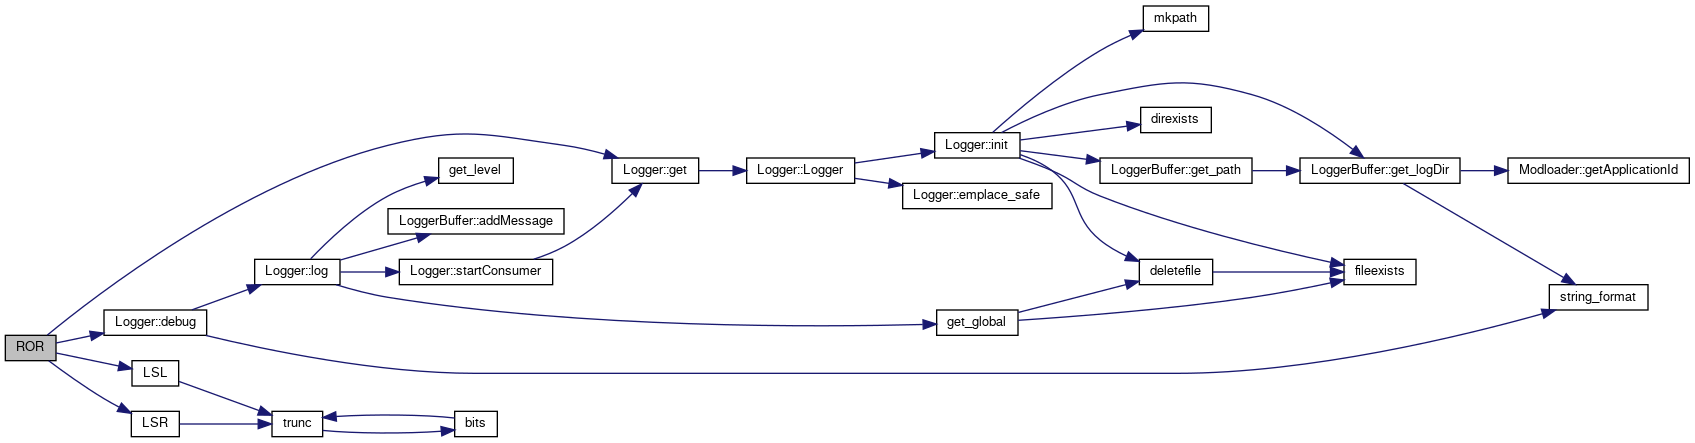 mkpath
direxists
Logger::init
get_level
Logger::get
Logger::Logger
LoggerBuffer::get_path
LoggerBuffer::get_logDir
Modloader::getApplicationId
Logger::emplace_safe
LoggerBuffer::addMessage
Logger::log
Logger::startConsumer
deletefile
fileexists
string_format
Logger::debug
get_global
ROR
LSL
LSR
trunc
bits